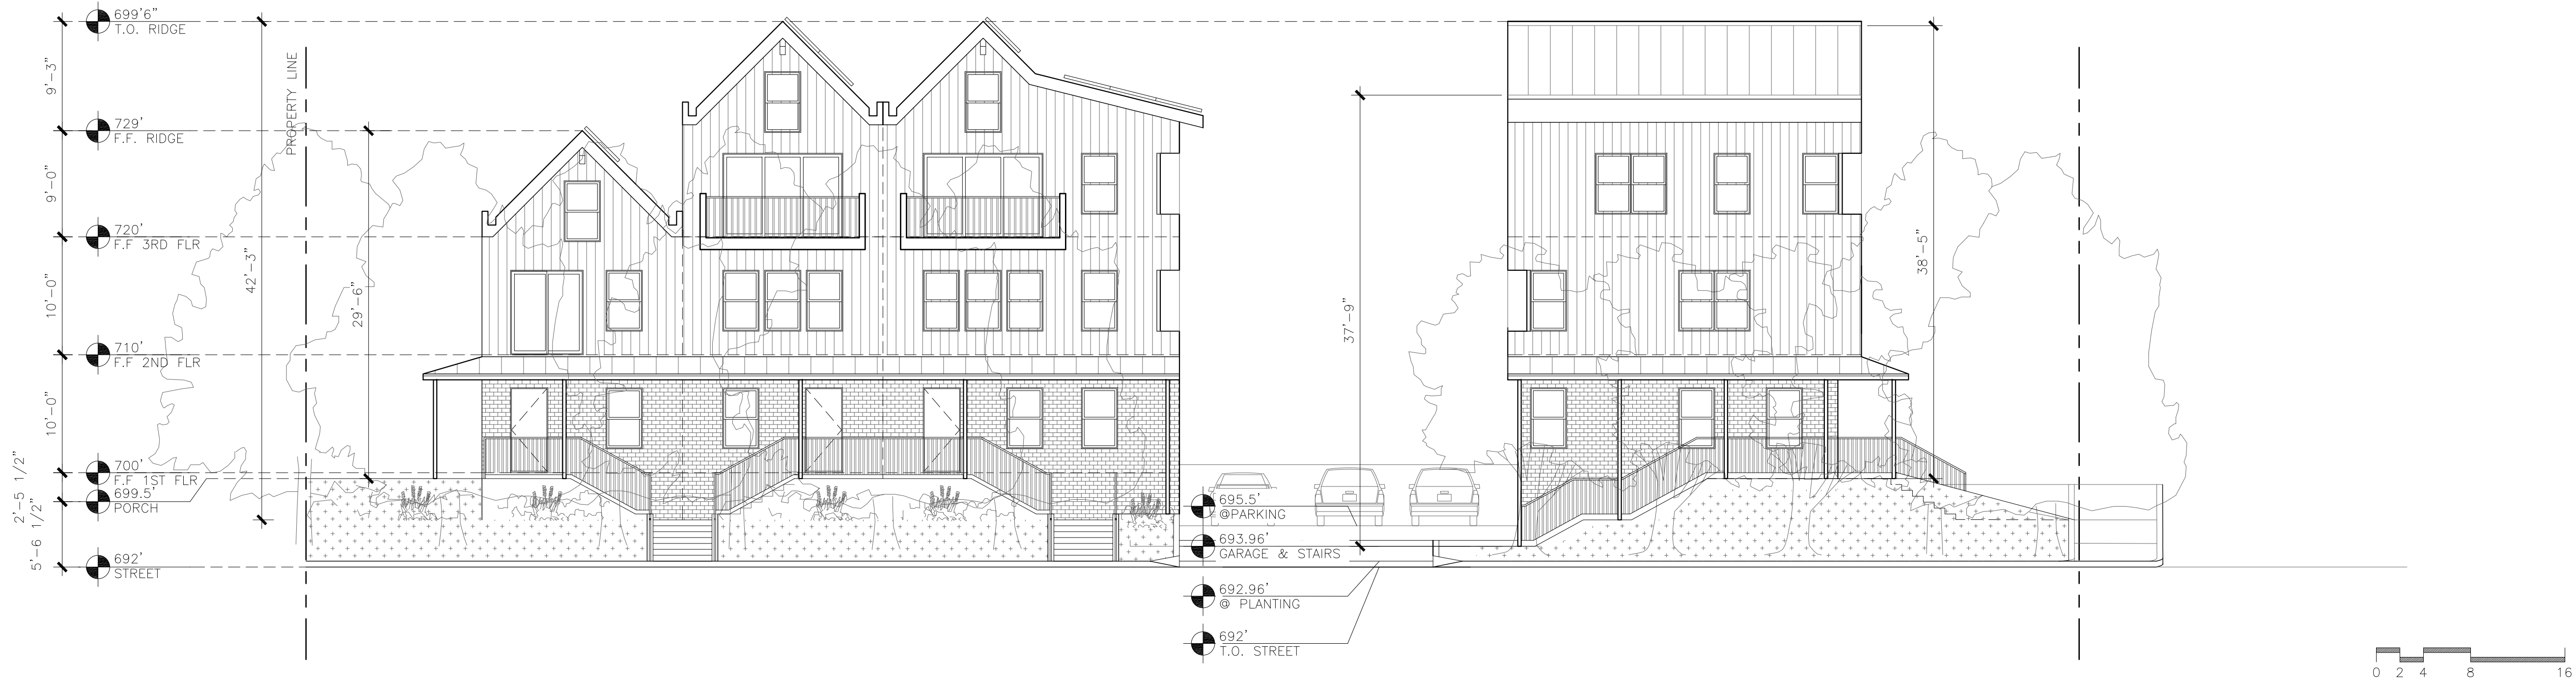 699'6"
T.O. RIDGE
9'-3"
PROPERTY LINE
729'
F.F. RIDGE
9'-0"
720'
F.F 3RD FLR
42'-3"
10'-0"
29'-6"
710'
F.F 2ND FLR
10'-0"
700'
F.F 1ST FLR
2'-5 1/2"
699.5'
PORCH
5'-6 1/2"
692'
STREET
37'-9"
38'-5"
695.5'
@PARKING
693.96'
GARAGE & STAIRS
692.96'
@ PLANTING
692'
T.O. STREET
0 2 4 8 16